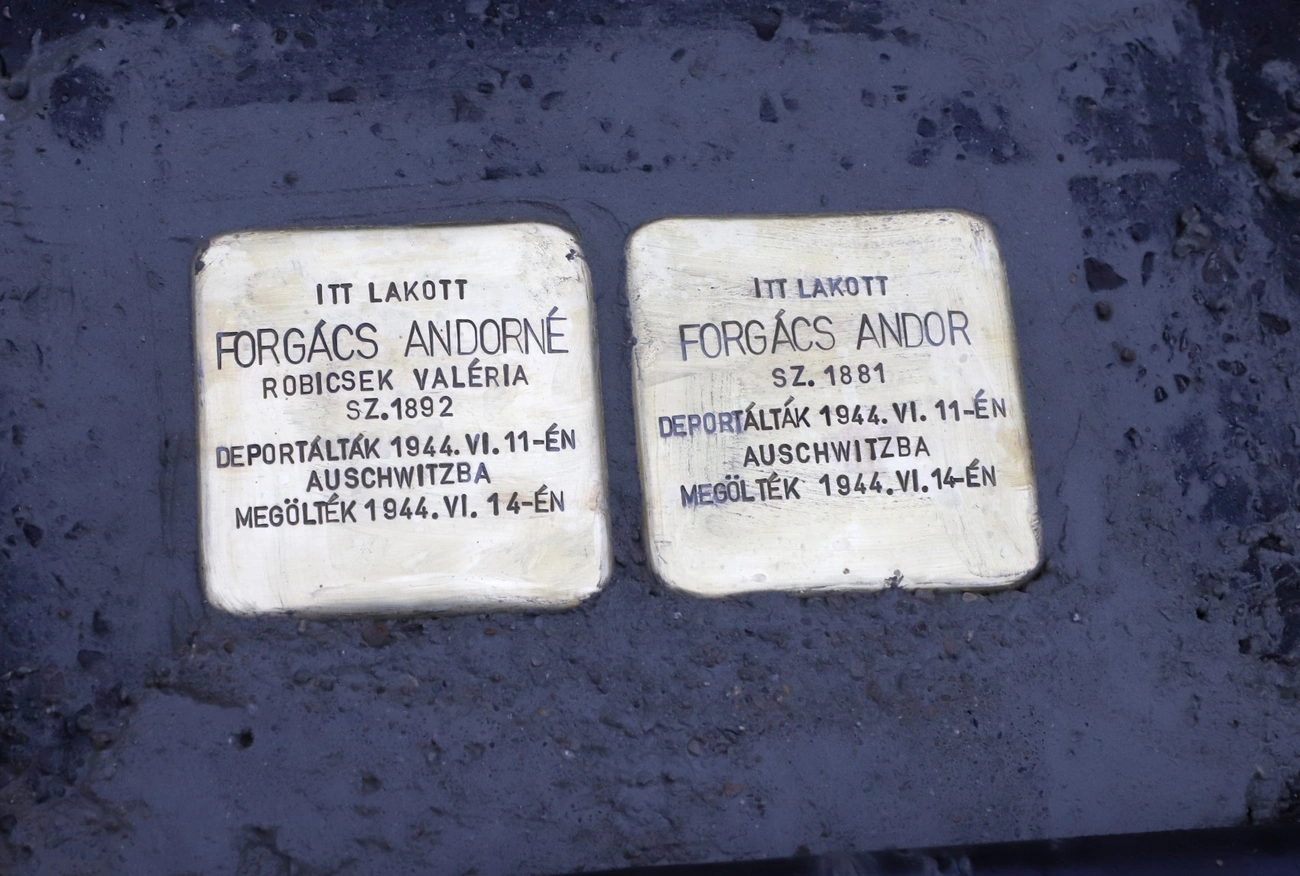 ITT LAKOTT
FORGÁCS ANDORNÉ
ROBICSEK VALÉRIA
SZ.1892
DEPORTÁLTÁK 1944.VI.11-ÉN
AUSCHWITZBA
MEGÖLTÉK 1944.VI.14-ÉN
ITT LAKOTT
FORGÁCS ANDOR
SZ.1881
DEPORTÁLTÁK 1944.VI.11-ÉN
AUSCHWITZBA
MEGÖLTÉK 1944.VI.14-ÉN